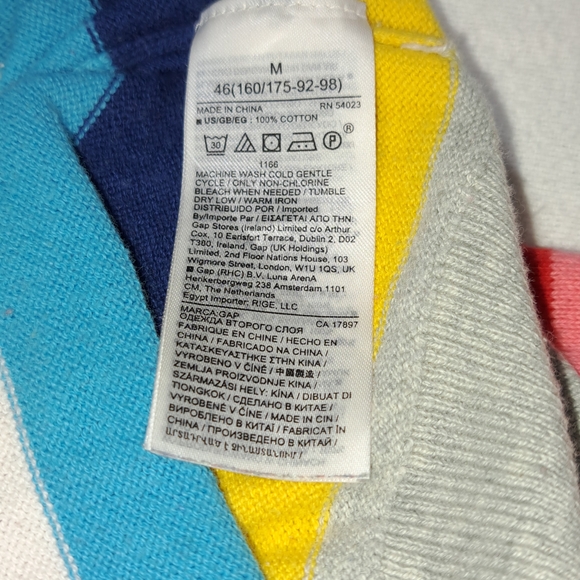 M
46(160/175-92-98)
MADE IN CHINA RN 54023
■ US/GB/EG : 100% COTTON
30 P ®
1166
MACHINE WASH COLD GENTLE
CYCLE / ONLY NON-CHLORINE
BLEACH WHEN NEEDED / TUMBLE
DRY LOW / WARM IRON
DISTRIBUIDO POR / Imported
By/Importe Par / ΕΙΣΑΓΕΤΑΙ ΑΠΟ ΤΗΝ:
Gap Stores (Ireland) Limited c/o Arthur
Cox, 10 Earlsfort Terrace, Dublin 2, D02
T380, Ireland, Gap (UK Holdings)
Limited, 2nd Floor Nations House, 103
Wigmore Street, London, W1U 1QS, UK
■ Gap (RHC) B.V. Luna ArenA
Herikerbergweg 238 Amsterdam 1101
CM, The Netherlands
Egypt Importer: RIGE, LLC
МАРСА:GAP CA 17897
ОДЕЖДА ВТОРОГО СЛОЯ
FABRIQUE EN CHINE / HECHO EN
CHINA / FABRICADO NA CHINA /
ΚΑΤΑΣΚΕΥΑΣΤΗΚΕ ΣΤΗΝ ΚΙΝΑ /
VYROBENO V ČÍNĚ / 中國製造 /
ZEMLJA PROIZVODNJE KINA /
SZÁRMAZÁSI HELY: KÍNA / DIBUAT DI
TIONGKOK / СДЕЛАНО В КИТАЕ /
VYROBENÉ V ČÍNE / MADE IN CIN /
ВИРОБЛЕНО В КИТАЇ / FABRICAT ÎN
CHINA / ПРОИЗВЕДЕНО В КИТАЙ /